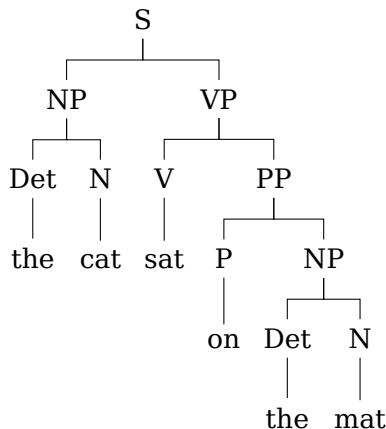 S
NP VP
Det N V PP
the cat sat P NP
on Det N
the mat